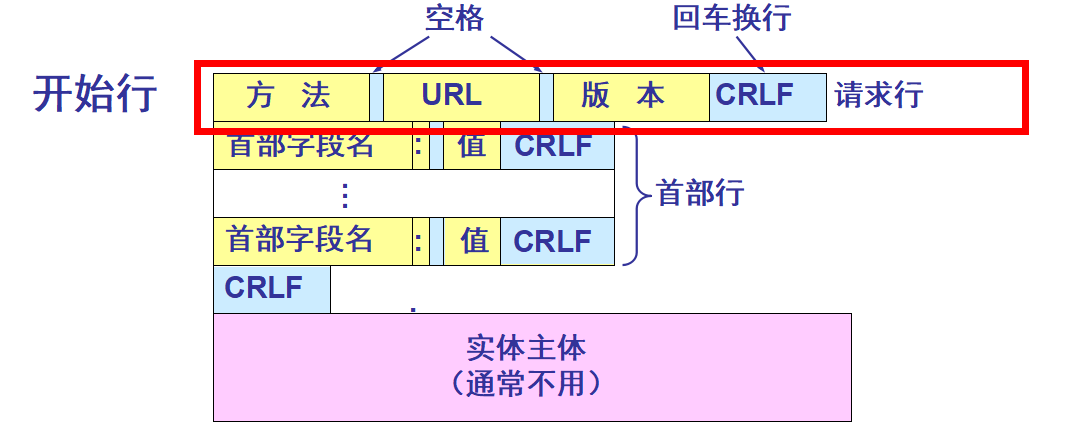 空格 回车换行
开始行 方 法 URL 版 本 CRLF 请求行
首部字段名 : 值 CRLF
⋮ 首部行
首部字段名 : 值 CRLF
CRLF
实体主体
（通常不用）